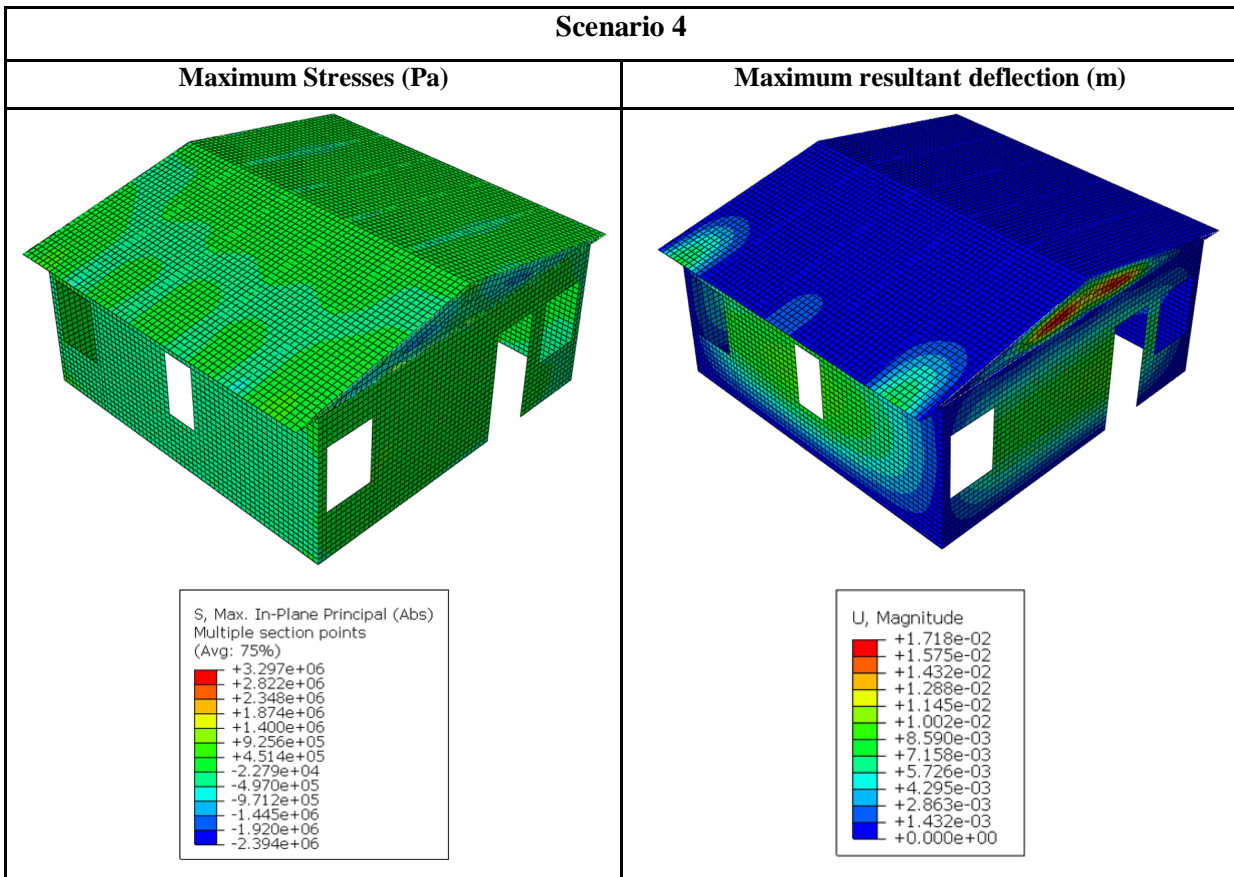 Scenario 4
Maximum Stresses (Pa)
Maximum resultant deflection (m)
S, Max. In-Plane Principal (Abs)
Multiple section points
(Avg: 75%)
+3.297e+06
+2.822e+06
+2.348e+06
+1.874e+06
+1.400e+06
+9.256e+05
+4.514e+05
-2.279e+04
-4.970e+05
-9.712e+05
-1.445e+06
-1.920e+06
-2.394e+06
U, Magnitude
+1.718e-02
+1.575e-02
+1.432e-02
+1.288e-02
+1.145e-02
+1.002e-02
+8.590e-03
+7.158e-03
+5.726e-03
+4.295e-03
+2.863e-03
+1.432e-03
+0.000e+00